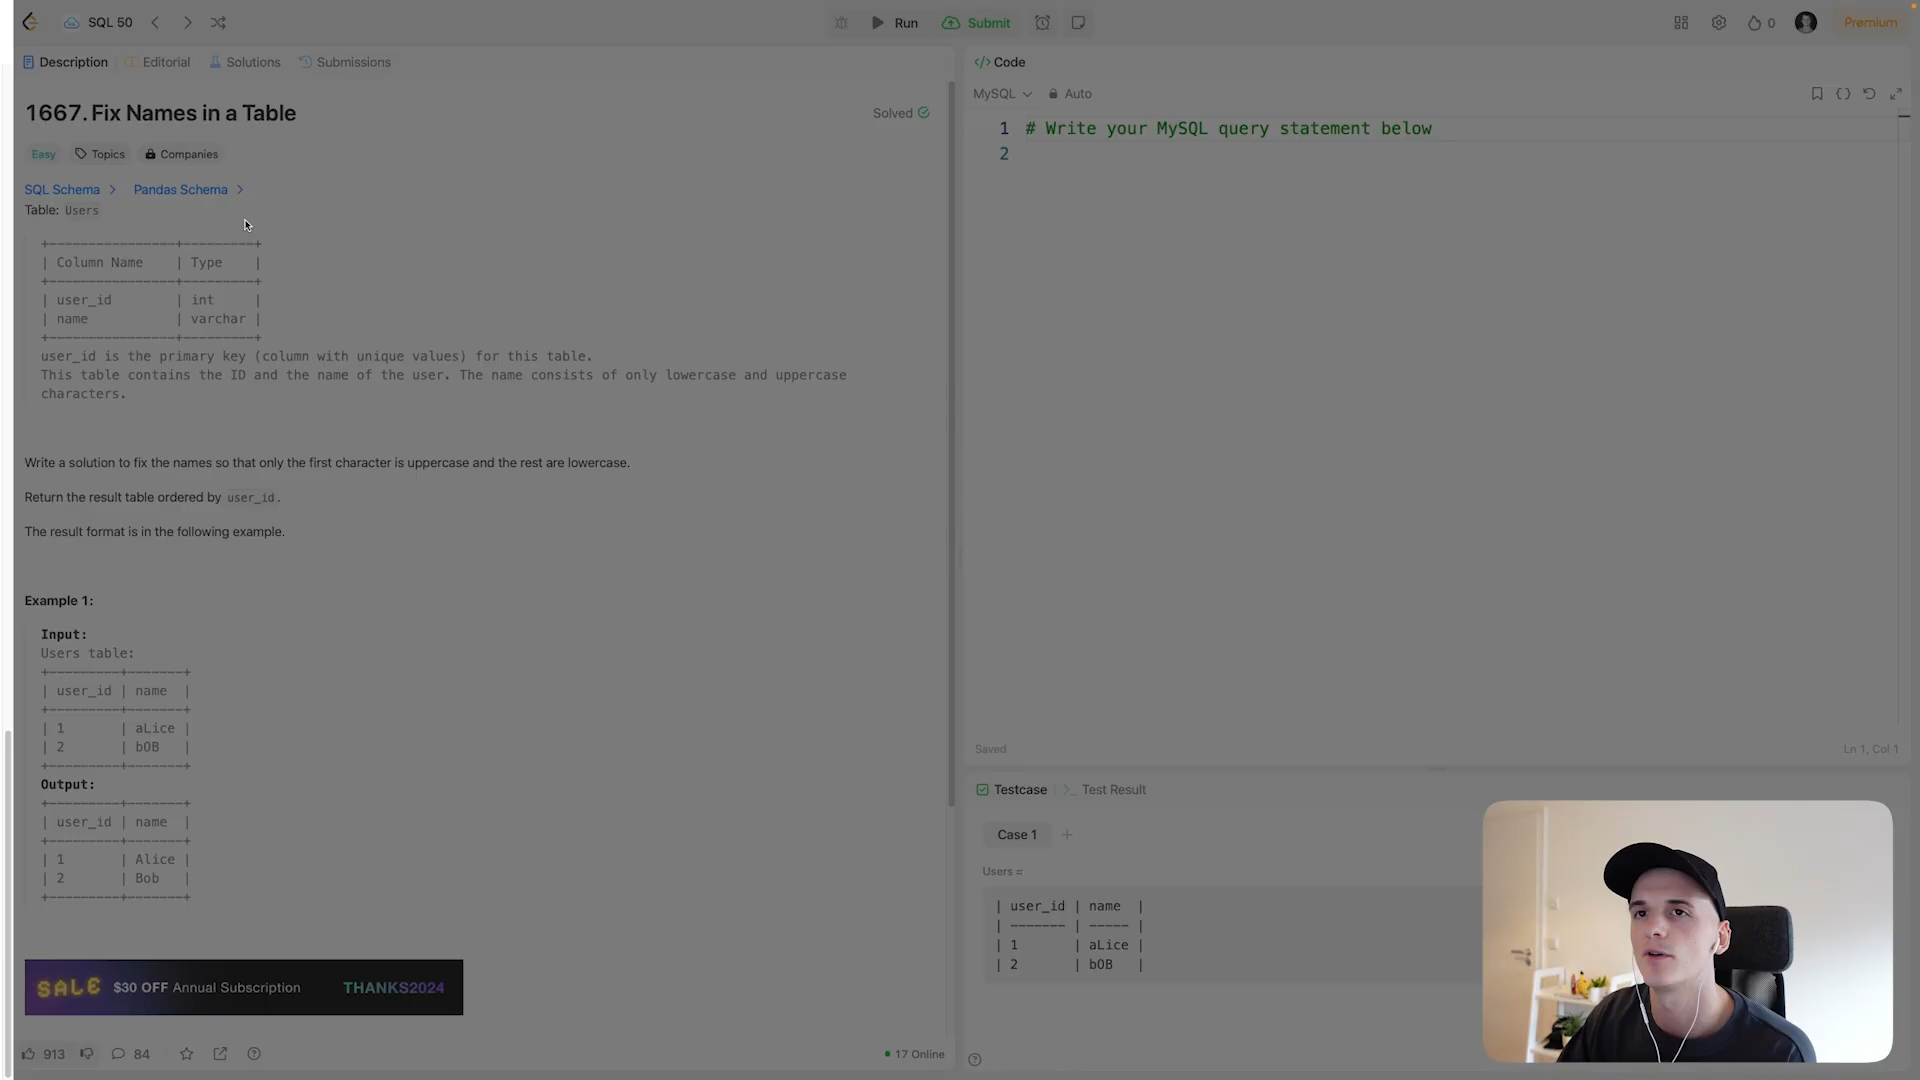 SQL 50
Run
Submit
0
Premium
Description
Editorial
Solutions
Submissions
1667. Fix Names in a Table
Solved
Easy
Topics
Companies
SQL Schema
Pandas Schema
Table: Users
+----------------+---------+
| Column Name    | Type    |
+----------------+---------+
| user_id        | int     |
| name           | varchar |
+----------------+---------+
user_id is the primary key (column with unique values) for this table.
This table contains the ID and the name of the user. The name consists of only lowercase and uppercase
characters.
Write a solution to fix the names so that only the first character is uppercase and the rest are lowercase.
Return the result table ordered by user_id.
The result format is in the following example.
Example 1:
Input:
Users table:
+---------+-------+
| user_id | name  |
+---------+-------+
| 1       | aLice |
| 2       | bOB   |
+---------+-------+
Output:
+---------+-------+
| user_id | name  |
+---------+-------+
| 1       | Alice |
| 2       | Bob   |
+---------+-------+
SALE $30 OFF Annual Subscription THANKS2024
913
84
17 Online
</> Code
MySQL
Auto
1 # Write your MySQL query statement below
2
Saved
Ln 1, Col 1
Testcase
Test Result
Case 1
Users =
| user_id | name  |
| ------- | ----- |
| 1       | aLice |
| 2       | bOB   |